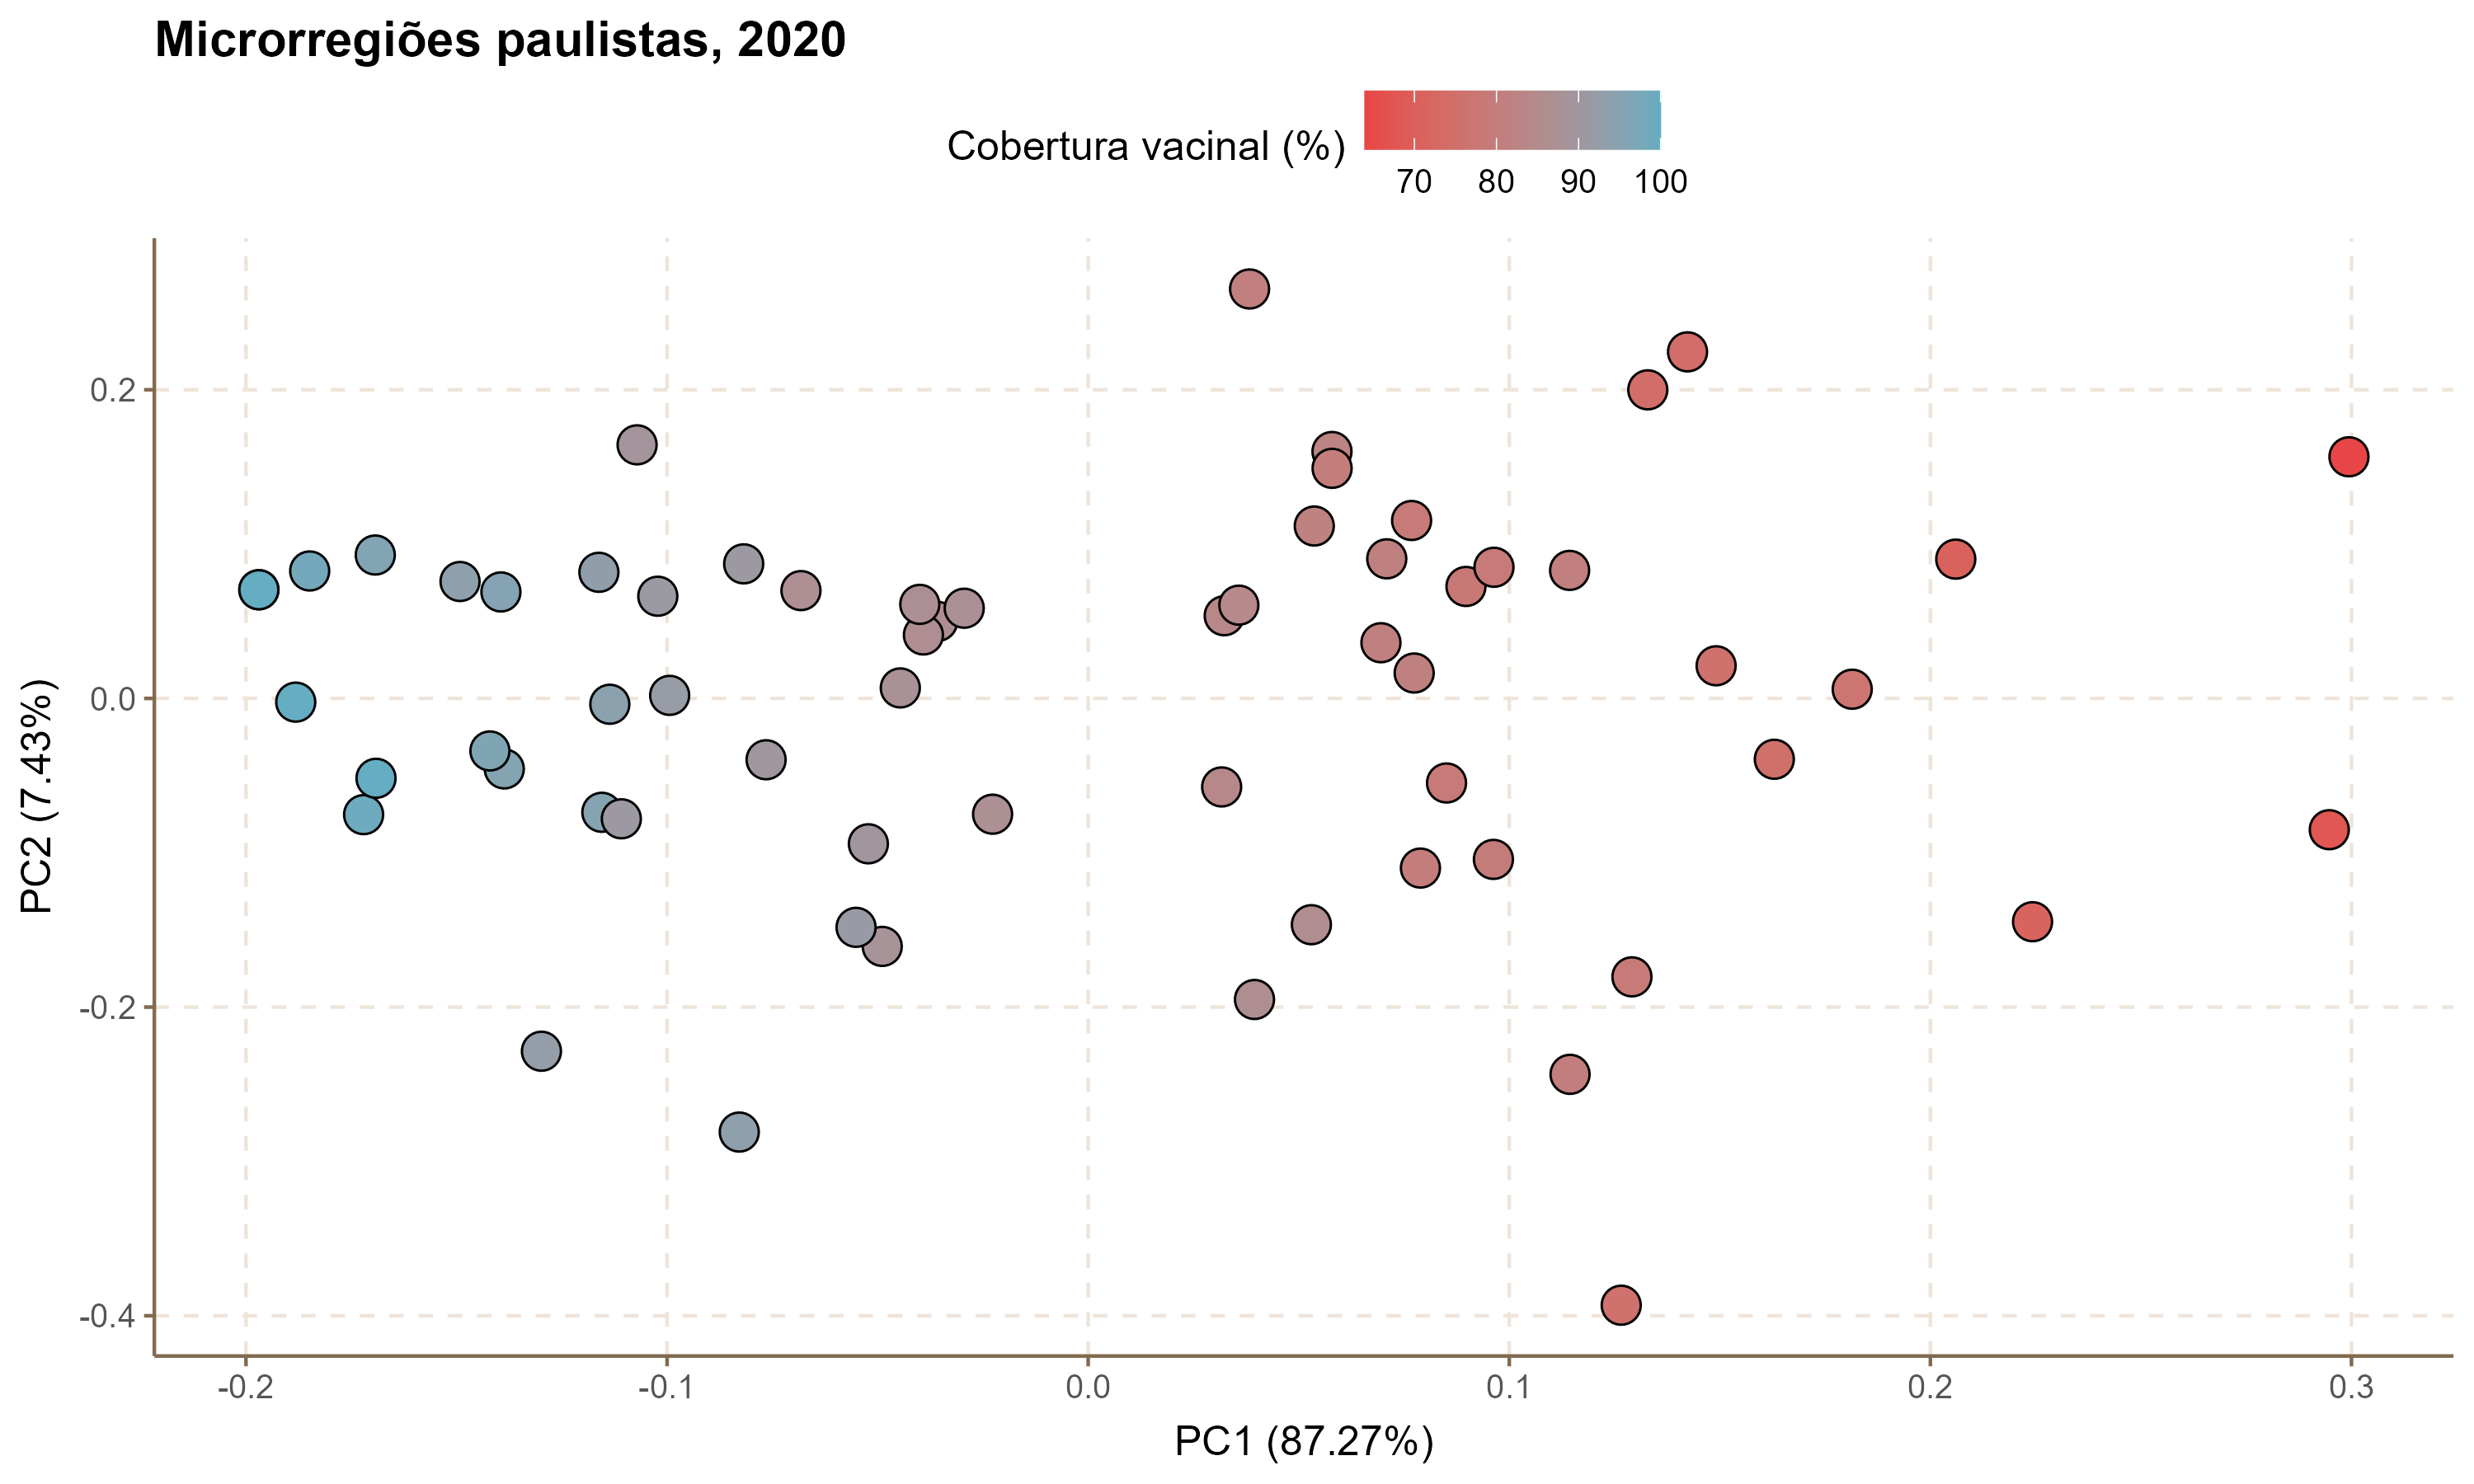 Microrregiões paulistas, 2020
Cobertura vacinal (%)
70 80 90 100
PC2 (7.43%)
0.2
0.0
-0.2
-0.4
-0.2 -0.1 0.0 0.1 0.2 0.3
PC1 (87.27%)